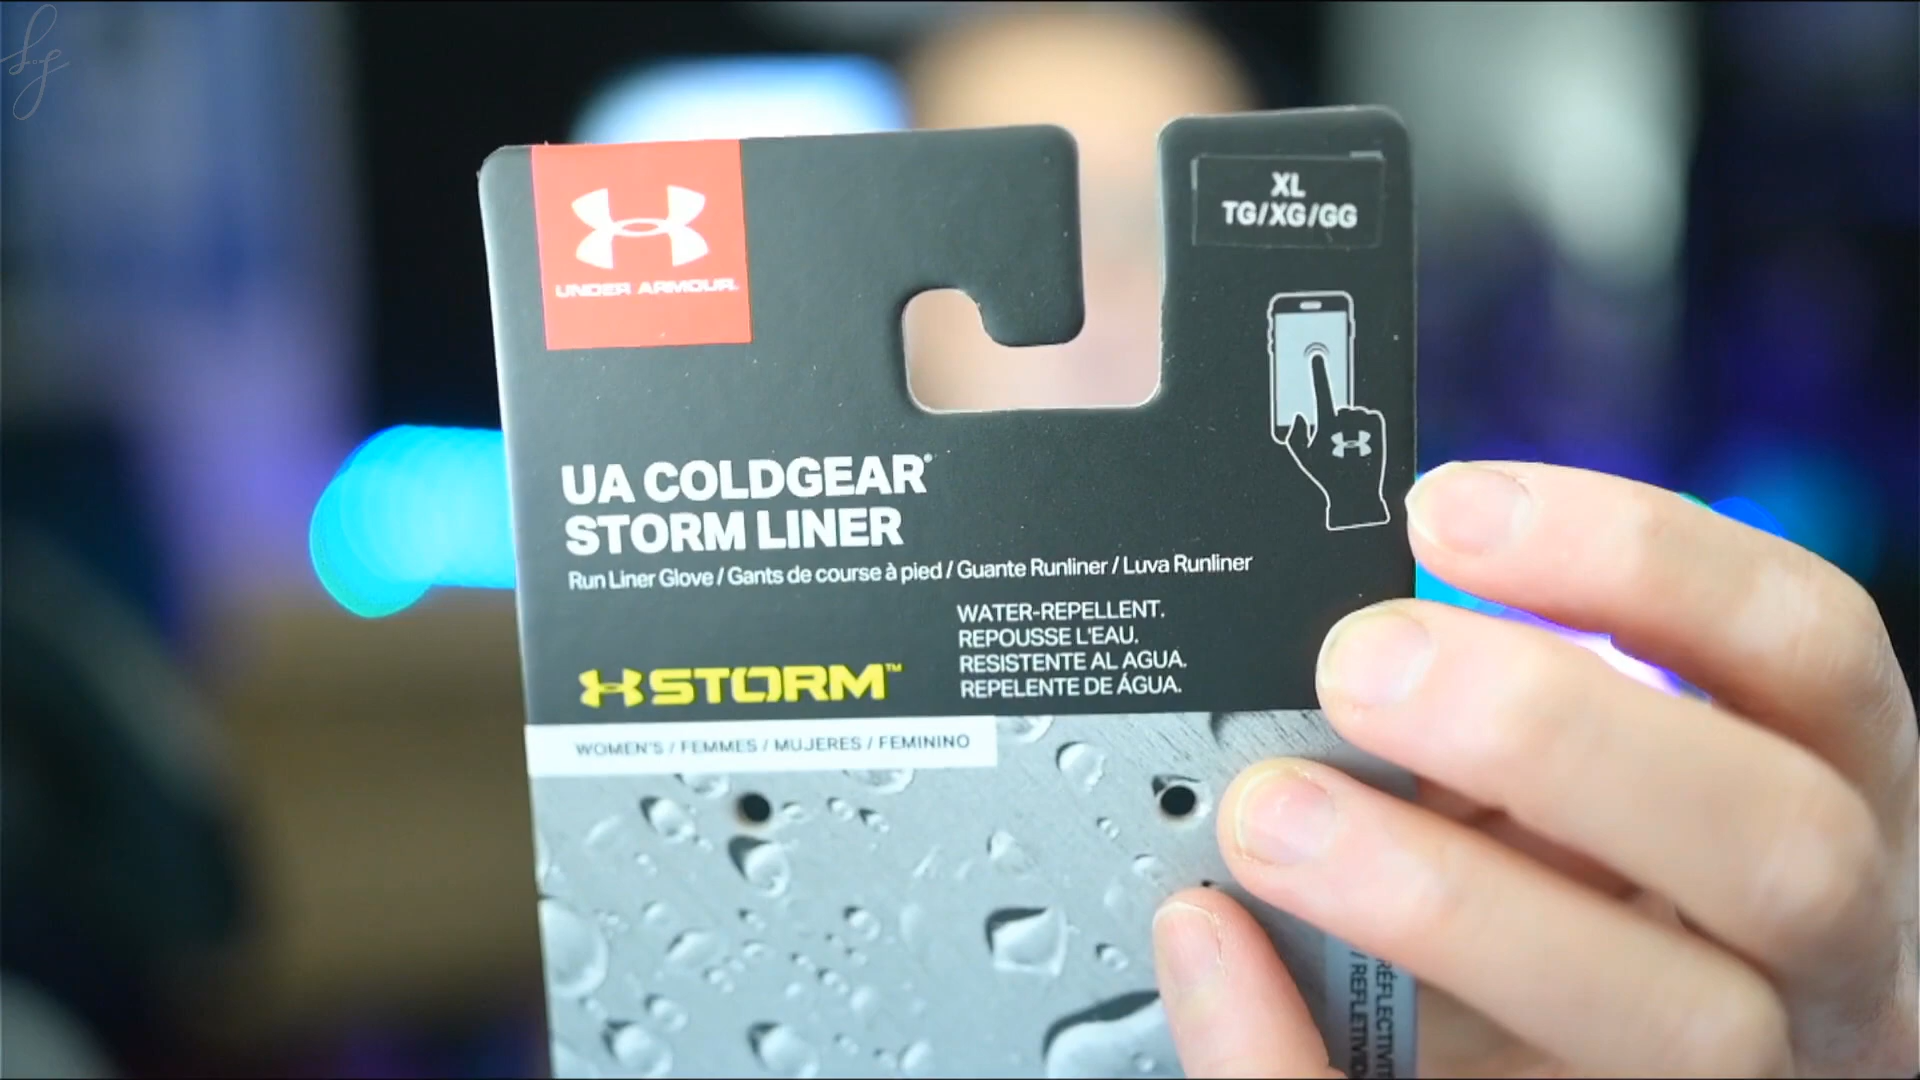 UNDER ARMOUR.
XL
TG/XG/GG
UA COLDGEAR®
STORM LINER
Run Liner Glove / Gants de course à pied / Guante Runliner / Luva Runliner
WATER-REPELLENT.
REPOUSSE L'EAU.
RESISTENTE AL AGUA.
REPELENTE DE ÁGUA.
STORM™
WOMEN'S / FEMMES / MUJERES / FEMININO